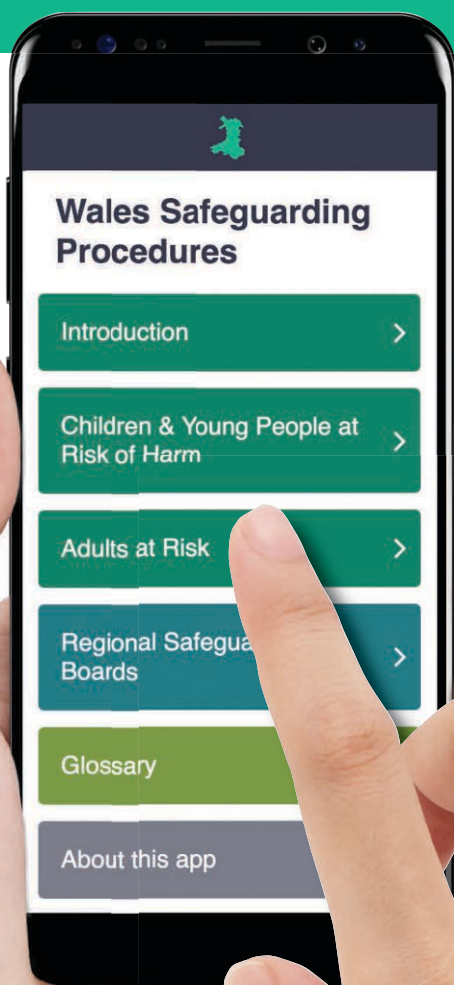 Wales Safeguarding
Procedures
Introduction
Children & Young People at
Risk of Harm
Adults at Risk
Regional Safegua
Boards
Glossary
About this app